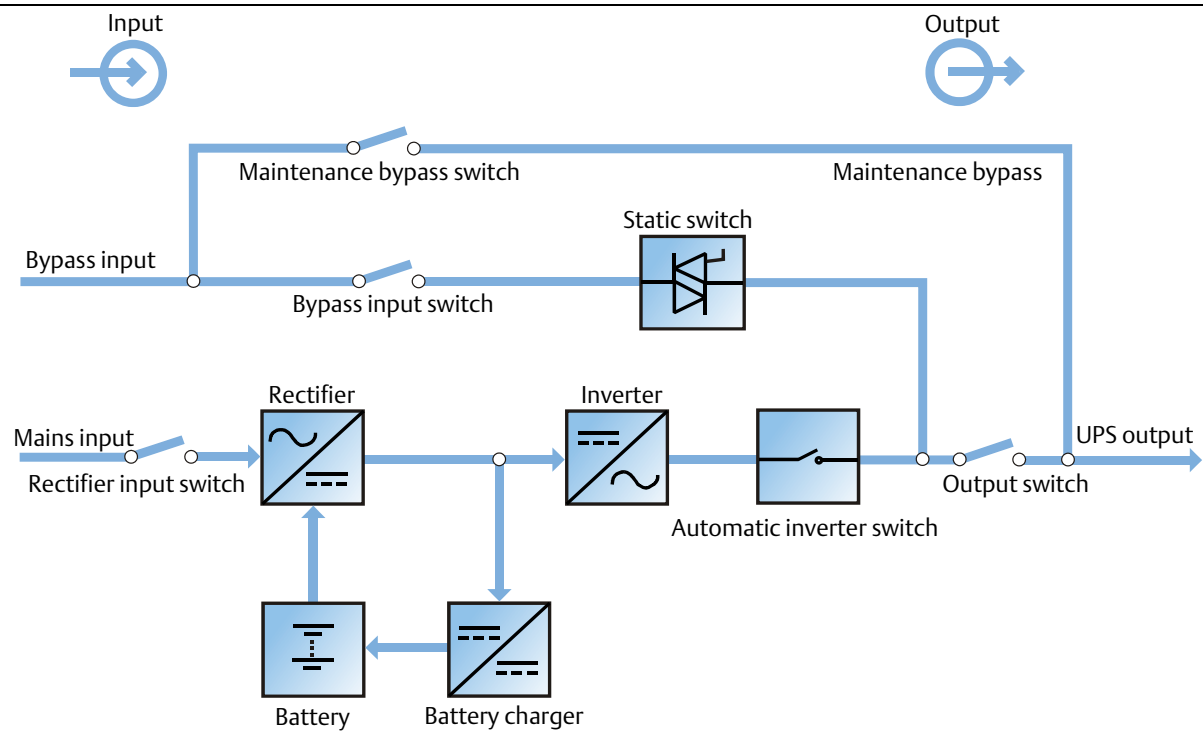 Input
Output
Maintenance bypass switch
Maintenance bypass
Static switch
Bypass input
Bypass input switch
Rectifier
Inverter
Mains input
UPS output
Rectifier input switch
Output switch
Automatic inverter switch
Battery
Battery charger